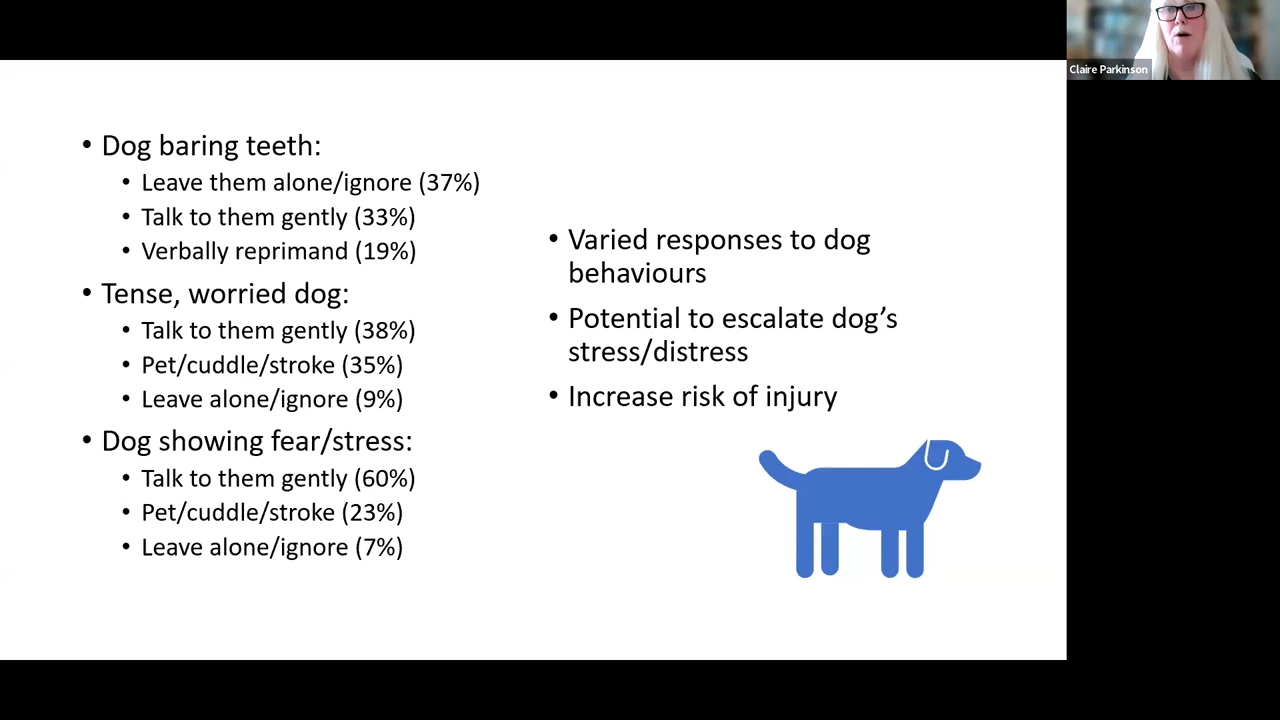 • Dog baring teeth:
• Leave them alone/ignore (37%)
• Talk to them gently (33%)
• Verbally reprimand (19%)
• Tense, worried dog:
• Talk to them gently (38%)
• Pet/cuddle/stroke (35%)
• Leave alone/ignore (9%)
• Dog showing fear/stress:
• Talk to them gently (60%)
• Pet/cuddle/stroke (23%)
• Leave alone/ignore (7%)
• Varied responses to dog
behaviours
• Potential to escalate dog’s
stress/distress
• Increase risk of injury
Claire Parkinson